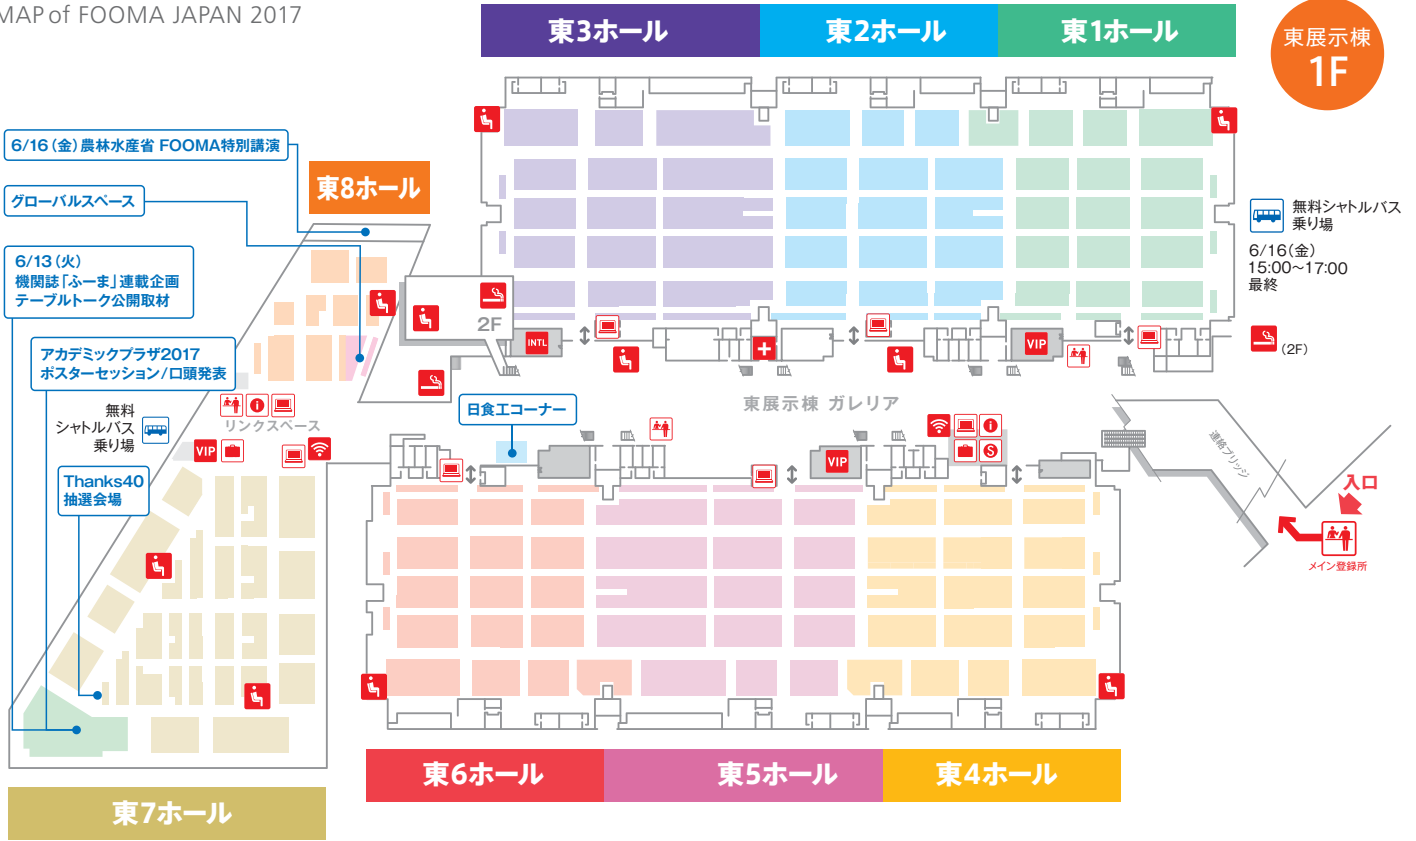 MAP of FOOMA JAPAN 2017
東3ホール
東2ホール
東1ホール
東展示棟
1F
6/16(金)農林水産省 FOOMA特別講演
東8ホール
グローバルスペース
6/13(火)
機関誌「ふーま」連載企画
テーブルトーク公開取材
無料シャトルバス
乗り場
6/16(金)
15:00～17:00
最終
2F
INTL
VIP
(2F)
アカデミックプラザ2017
ポスターセッション/口頭発表
無料
シャトルバス
乗り場
リンクスペース
日食工コーナー
東展示棟 ガレリア
VIP
VIP
S
連絡ブリッジ
入口
メイン登録所
Thanks40
抽選会場
東6ホール
東5ホール
東4ホール
東7ホール